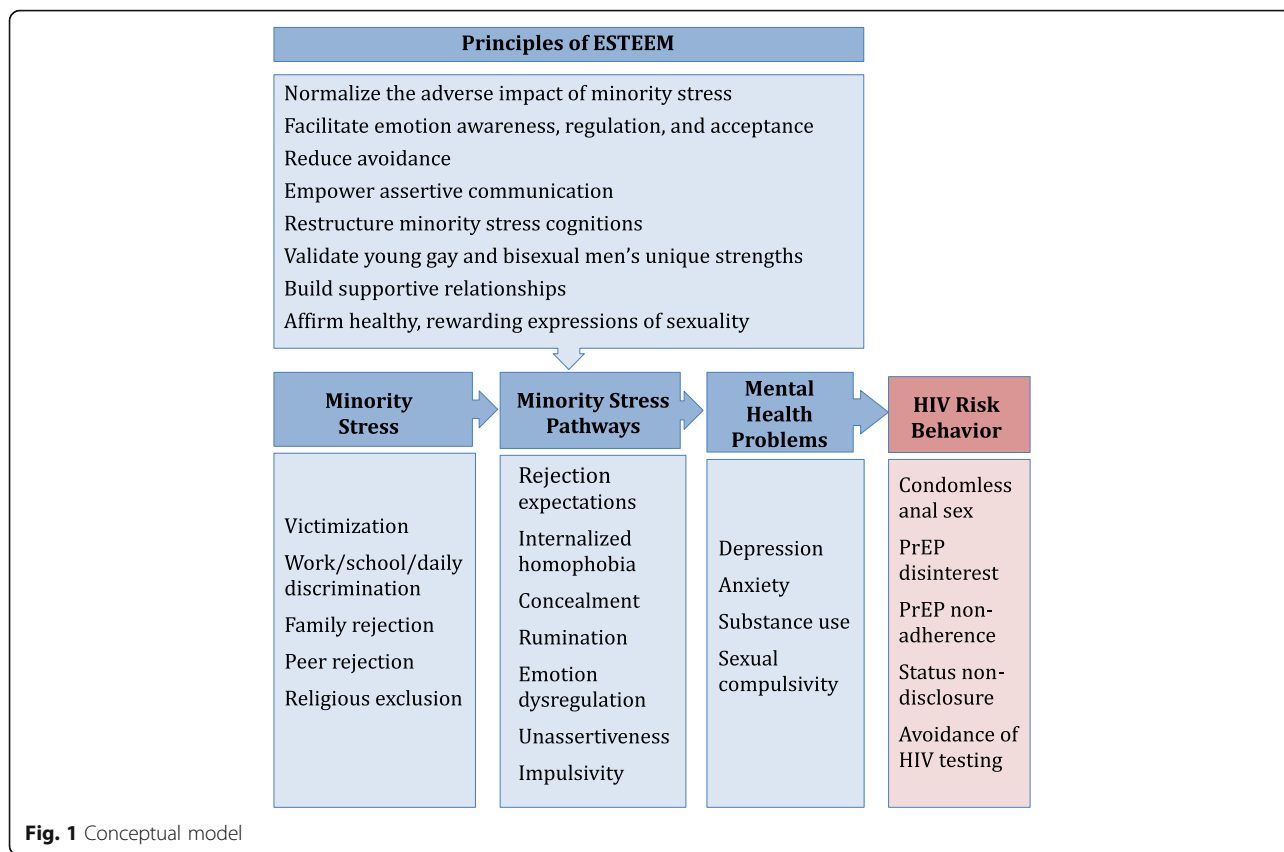 Principles of ESTEEM
Normalize the adverse impact of minority stress
Facilitate emotion awareness, regulation, and acceptance
Reduce avoidance
Empower assertive communication
Restructure minority stress cognitions
Validate young gay and bisexual men’s unique strengths
Build supportive relationships
Affirm healthy, rewarding expressions of sexuality
Minority
Stress
Victimization
Work/school/daily
discrimination
Family rejection
Peer rejection
Religious exclusion
Minority Stress
Pathways
Rejection
expectations
Internalized
homophobia
Concealment
Rumination
Emotion
dysregulation
Unassertiveness
Impulsivity
Mental
Health
Problems
Depression
Anxiety
Substance use
Sexual
compulsivity
HIV Risk
Behavior
Condomless
anal sex
PrEP
disinterest
PrEP non-
adherence
Status non-
disclosure
Avoidance of
HIV testing
Fig. 1 Conceptual model